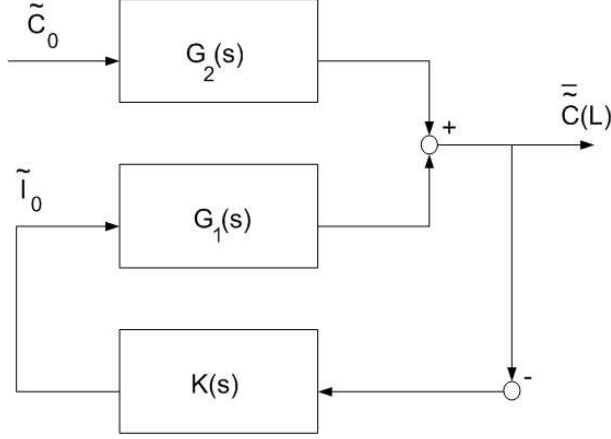 C̃₀
G₂(s)
+
C̃̄(L)
Ĩ₀
G₁(s)
K(s)
-